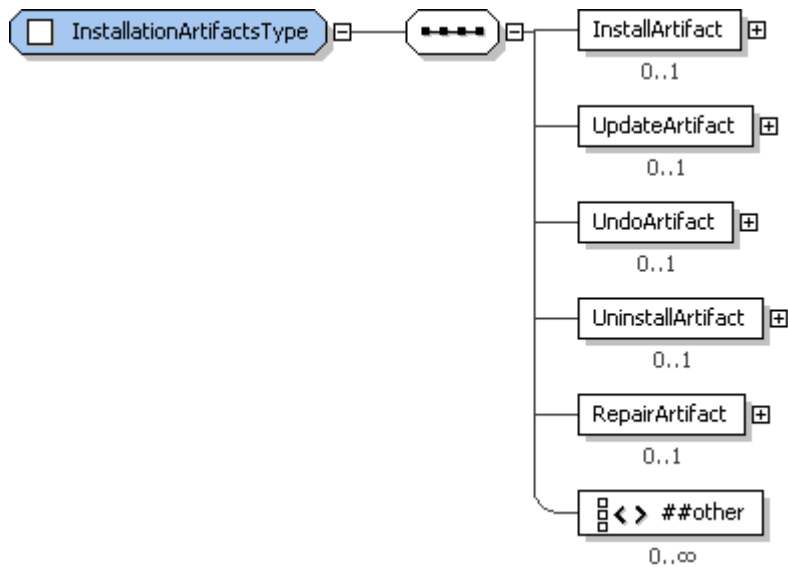 InstallationArtifactsType
InstallArtifact
0..1
UpdateArtifact
0..1
UndoArtifact
0..1
UninstallArtifact
0..1
RepairArtifact
0..1
##other
0..∞